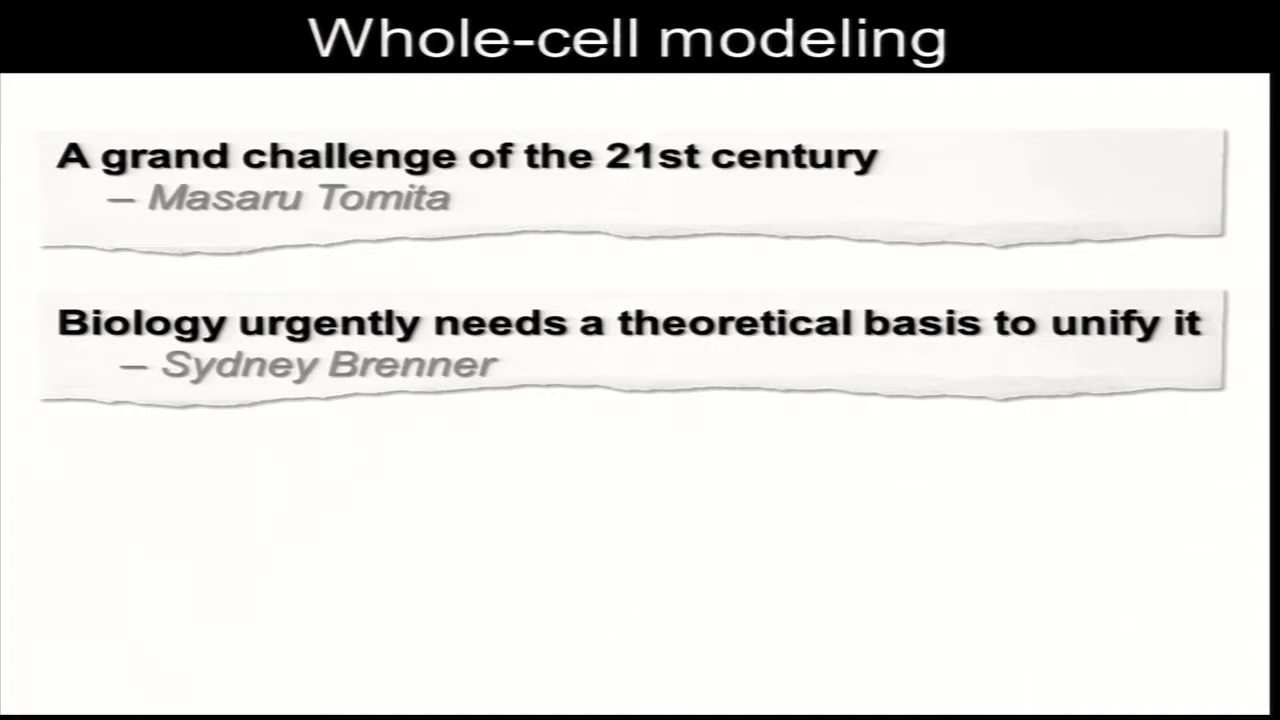 Whole-cell modeling
A grand challenge of the 21st century
– Masaru Tomita
Biology urgently needs a theoretical basis to unify it
– Sydney Brenner